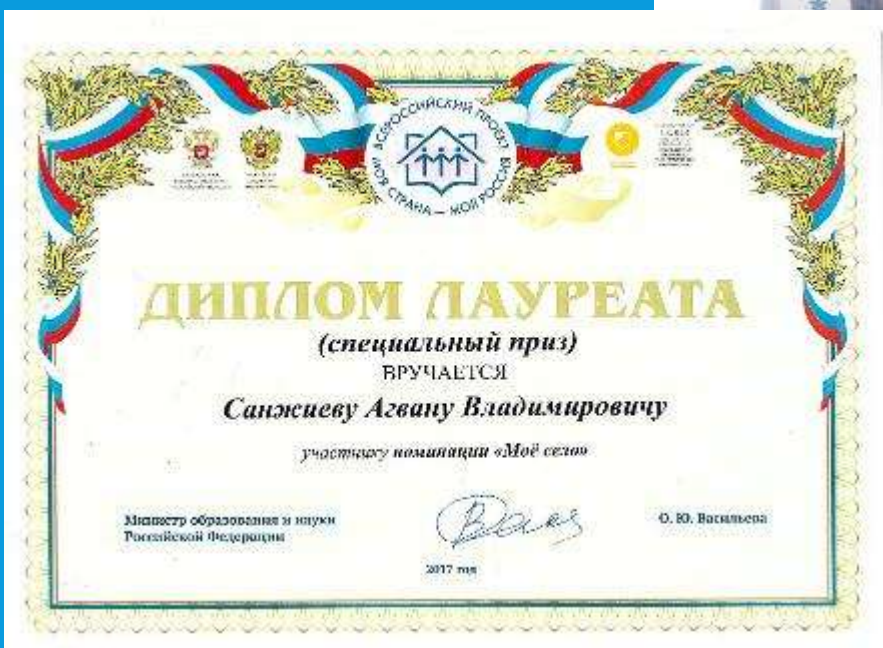 ВСЕРОССИЙСКИЙ ПРОЕКТ
МОЯ СТРАНА — МОЯ РОССИЯ
ДИПЛОМ ЛАУРЕАТА
(специальный приз)
ВРУЧАЕТСЯ
Санжиеву Агвану Владимировичу
участнику номинации «Моё село»
Министр образования и науки
Российской Федерации
О. Ю. Васильева
2017 год